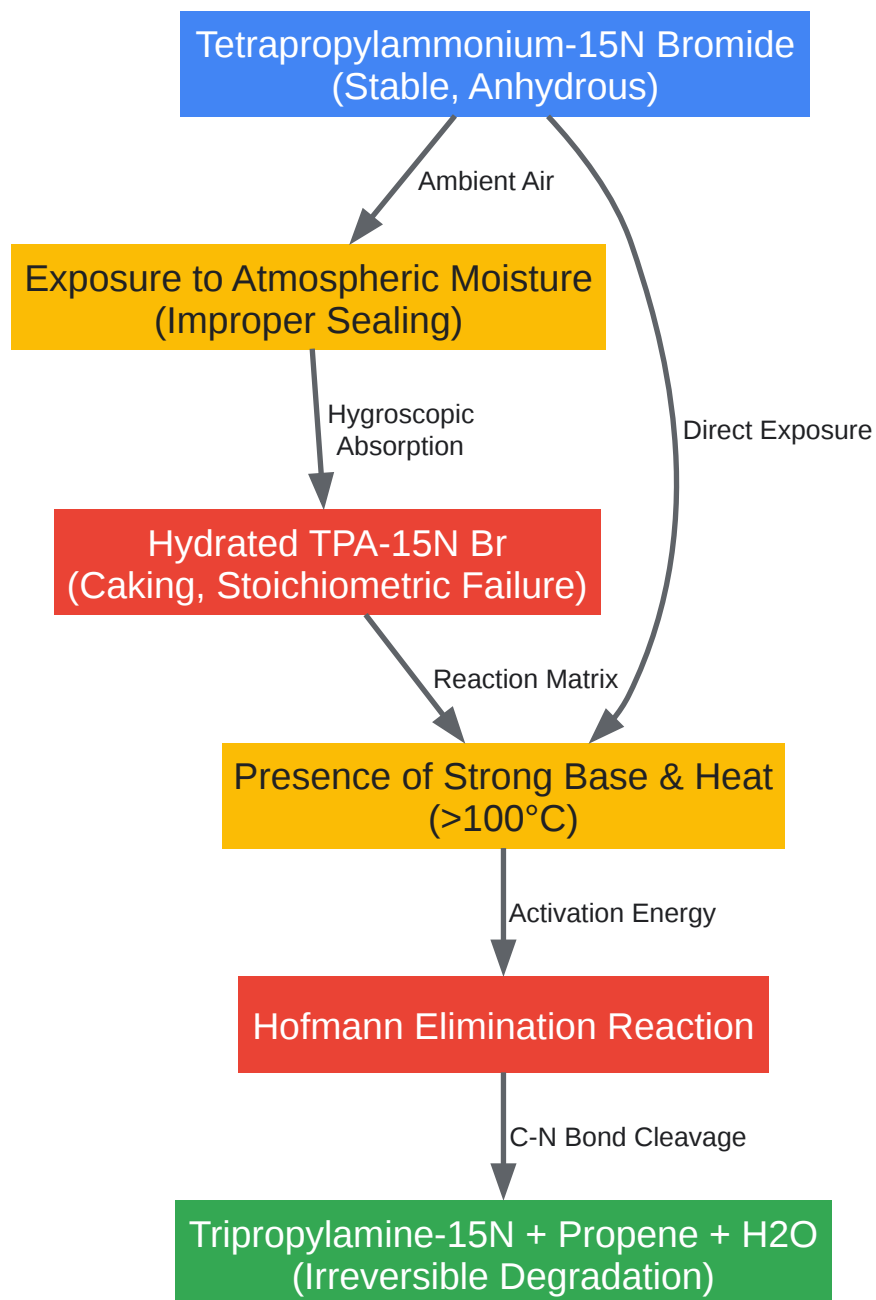 Tetrapropylammonium-15N Bromide
(Stable, Anhydrous)
Ambient Air
Exposure to Atmospheric Moisture
(Improper Sealing)
Hygroscopic
Absorption
Direct Exposure
Hydrated TPA-15N Br
(Caking, Stoichiometric Failure)
Reaction Matrix
Presence of Strong Base & Heat
(>100°C)
Activation Energy
Hofmann Elimination Reaction
C-N Bond Cleavage
Tripropylamine-15N + Propene + H2O
(Irreversible Degradation)